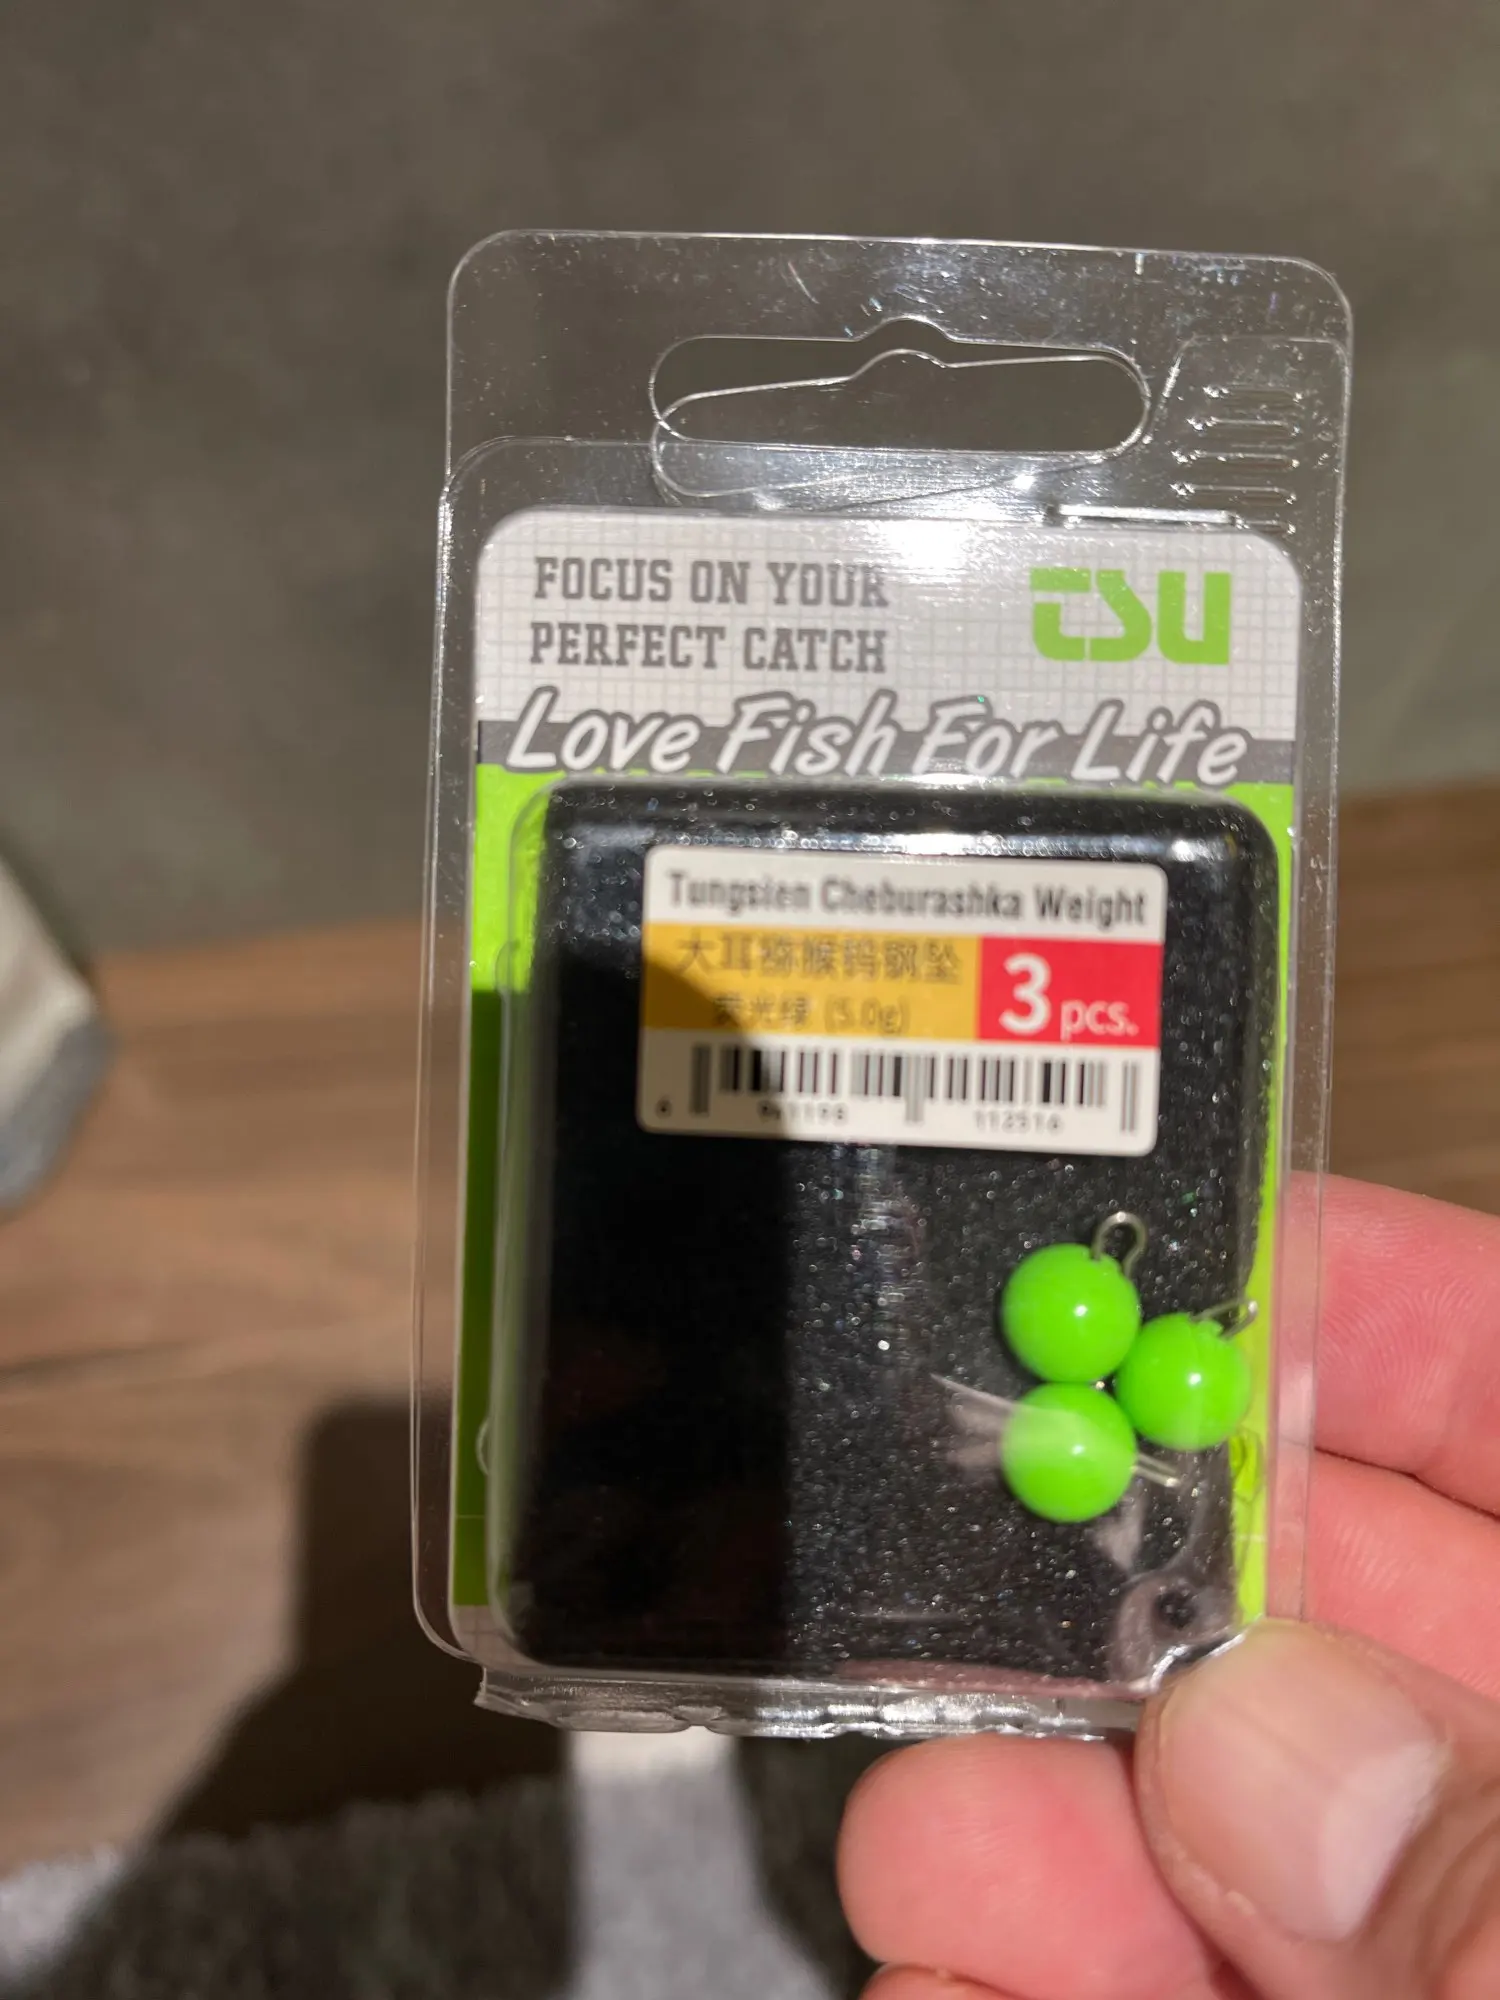 FOCUS ON YOUR
PERFECT CATCH
TSU
Love Fish For Life
Tungsten Cheburashka Weight
大耳猕猴钨钢坠
荧光绿 (5.0g)
3 pcs.
112516